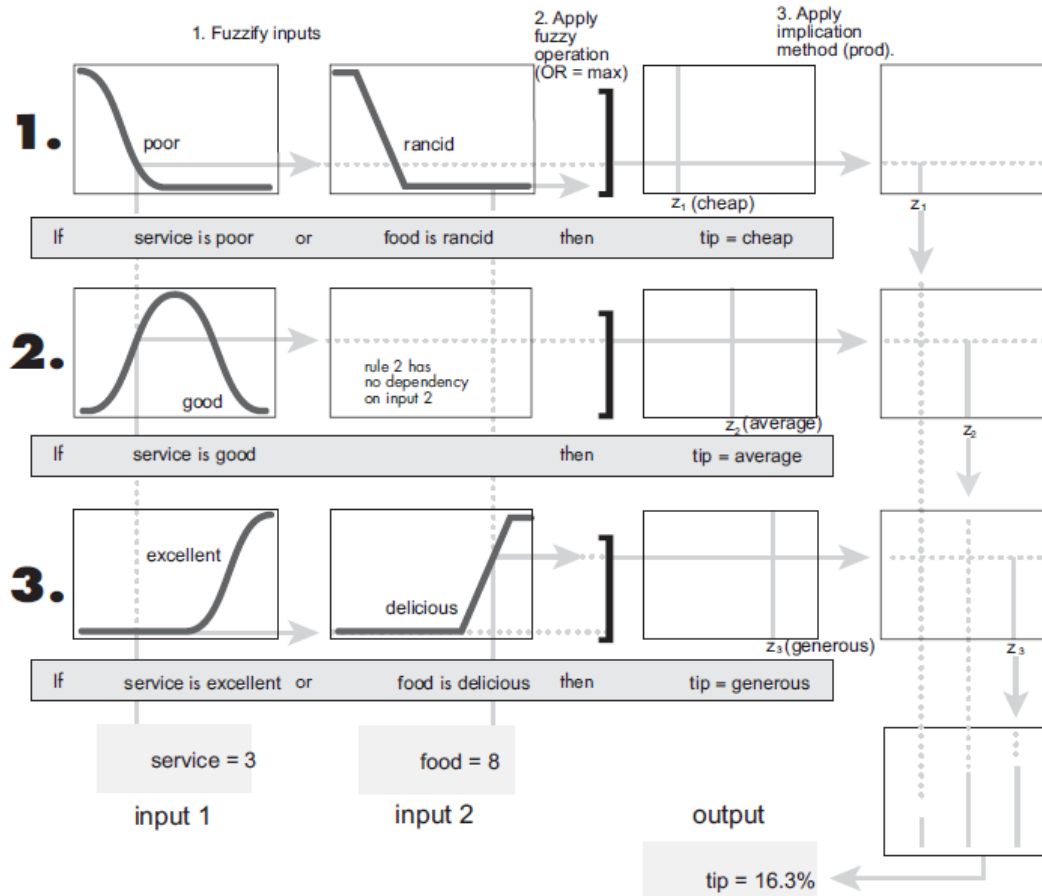 1. Fuzzify inputs
2. Apply
fuzzy
operation
(OR = max)
3. Apply
implication
method (prod).
1.
poor
rancid
z₁ (cheap)
z₁
If service is poor or food is rancid then tip = cheap
2.
good
rule 2 has
no dependency
on input 2
z₂ (average)
z₂
If service is good then tip = average
3.
excellent
delicious
z₃ (generous)
z₃
If service is excellent or food is delicious then tip = generous
service = 3
food = 8
input 1
input 2
output
tip = 16.3%